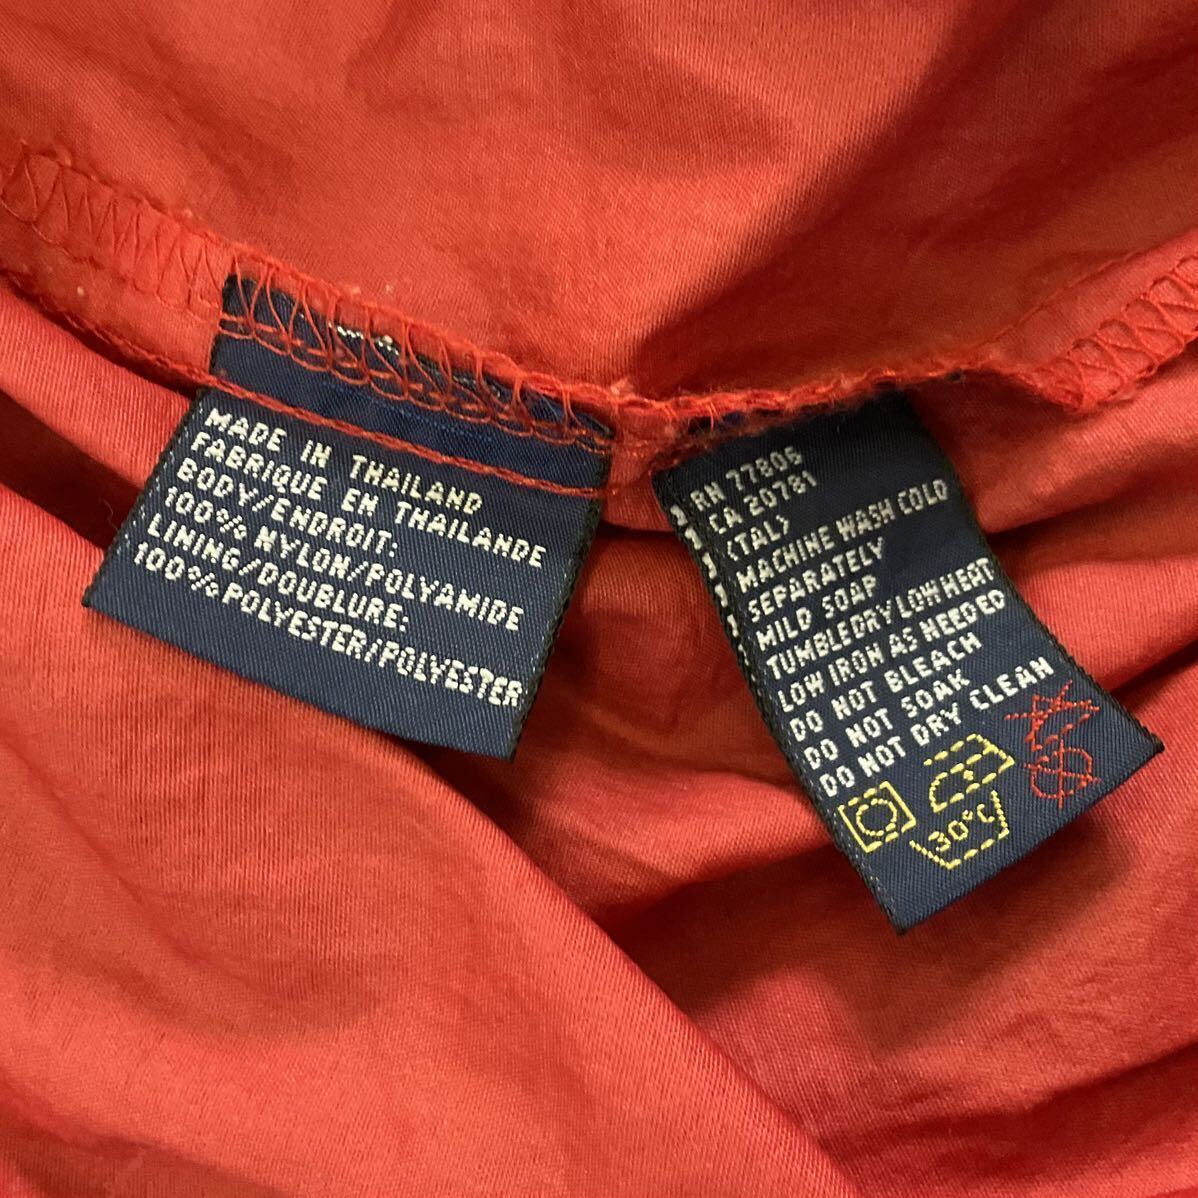 MADE IN THAILAND
FABRIQUE EN THAILANDE
BODY/ENDROIT:
100% NYLON/POLYAMIDE
LINING/DOUBLURE:
100% POLYESTER/POLYESTER
RN 77806
CA 20781
(TAL)
MACHINE WASH COLD
SEPARATELY
MILD SOAP
TUMBLE DRY LOW HEAT
LOW IRON AS NEEDED
DO NOT BLEACH
DO NOT SOAK
DO NOT DRY CLEAN
30°C